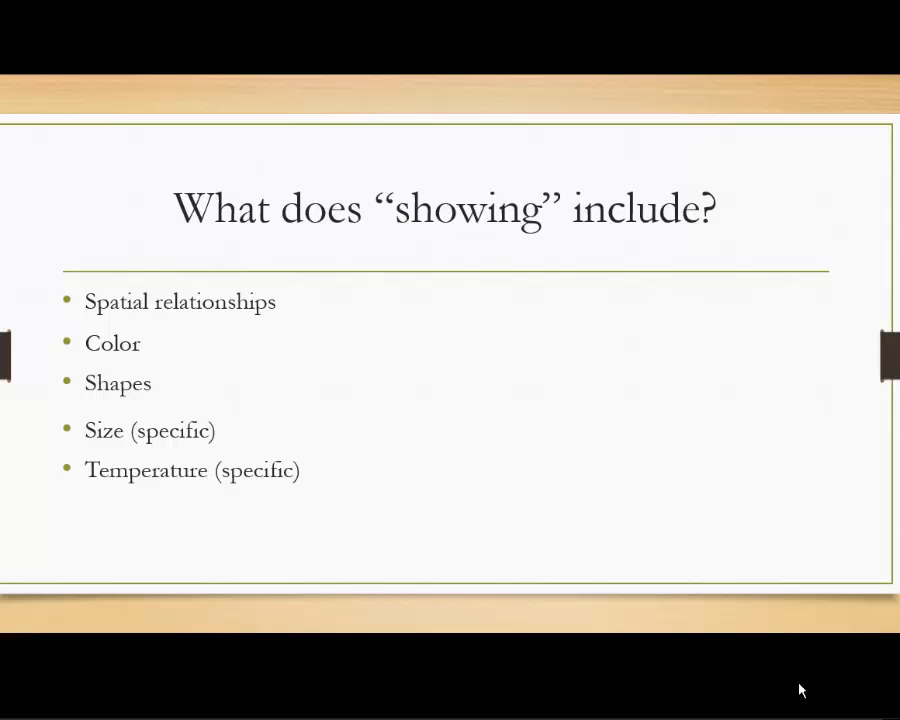 What does “showing” include?
Spatial relationships
Color
Shapes
Size (specific)
Temperature (specific)